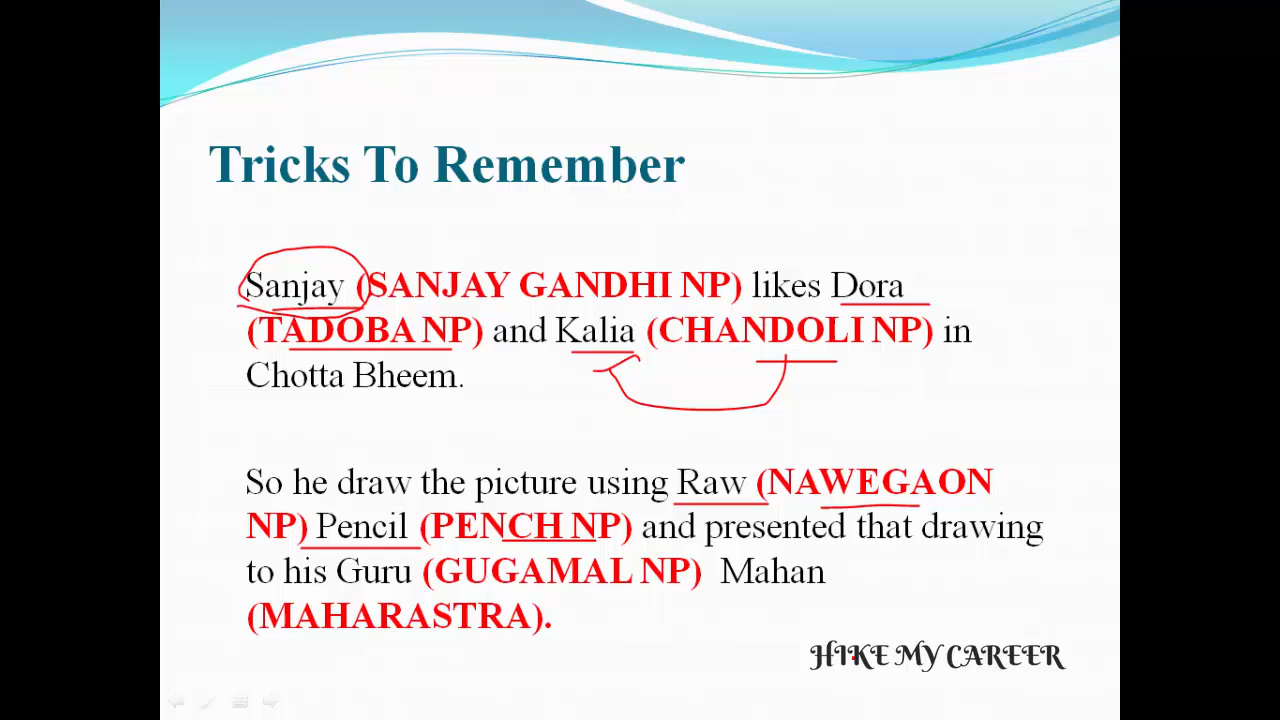 Tricks To Remember
Sanjay (SANJAY GANDHI NP) likes Dora
(TADOBA NP) and Kalia (CHANDOLI NP) in
Chotta Bheem.
So he draw the picture using Raw (NAWEGAON
NP) Pencil (PENCH NP) and presented that drawing
to his Guru (GUGAMAL NP) Mahan
(MAHARASTRA).
HIKE MY CAREER